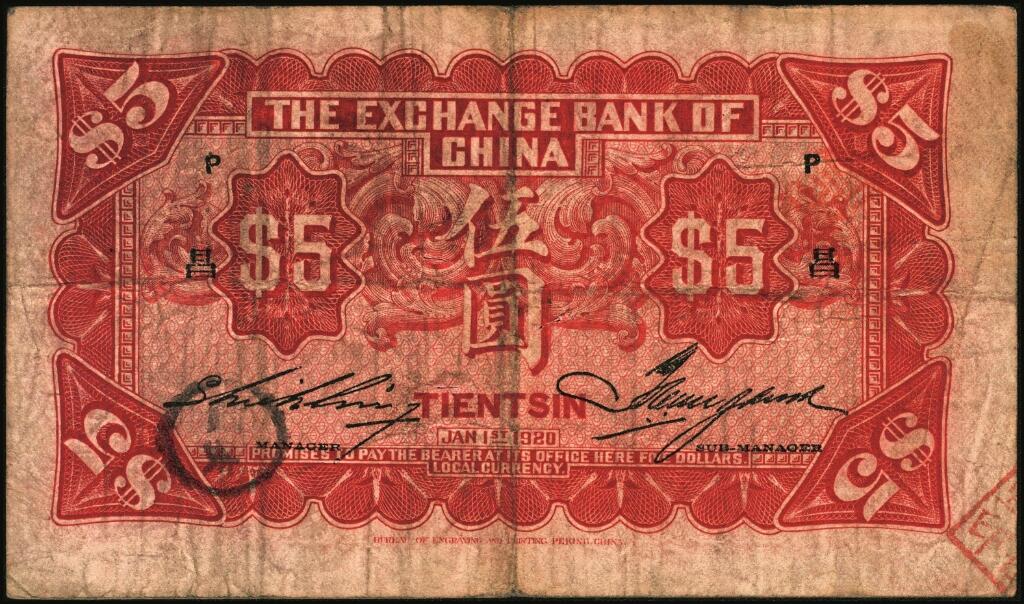 $5 $5
THE EXCHANGE BANK OF
CHINA
P P
$5 伍圓 $5
昌 昌
TIENTSIN
MANAGER JAN 1ST 1920 SUB-MANAGER
PROMISES TO PAY THE BEARER AT ITS OFFICE HERE FIVE DOLLARS.
LOCAL CURRENCY.
$5 $5
BUREAU OF ENGRAVING AND PRINTING, PEKING, CHINA.